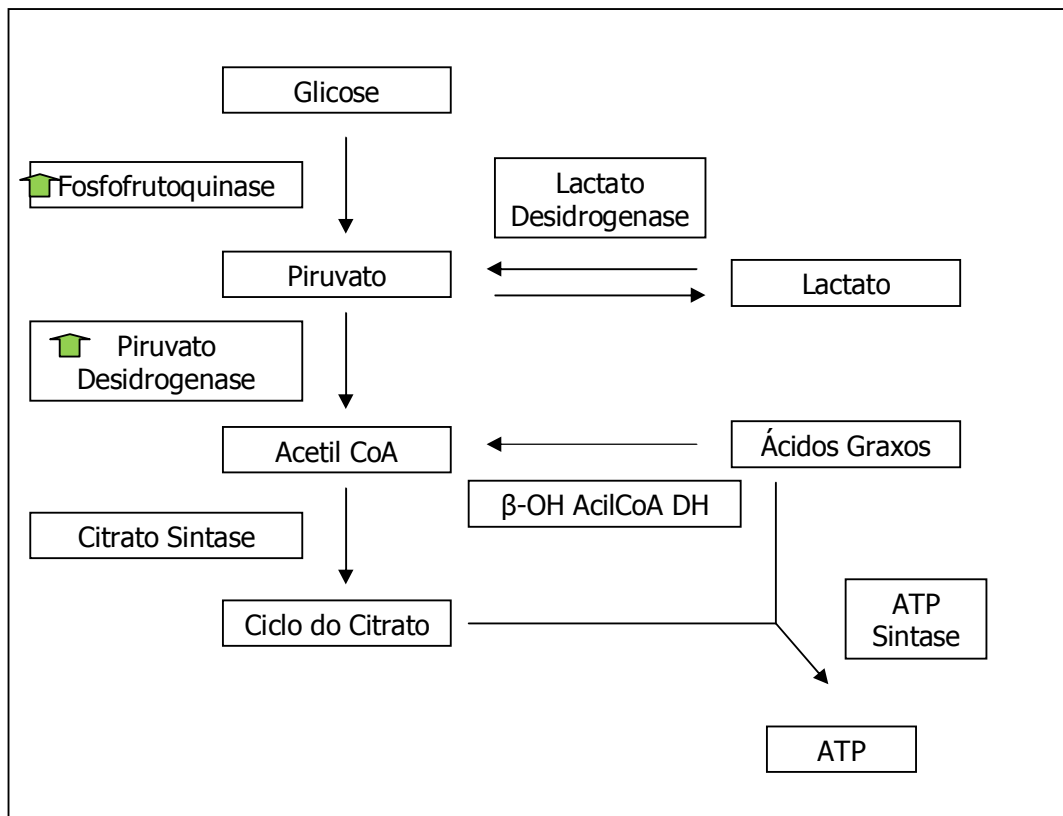 Glicose
Fosfofrutoquinase
Lactato
Desidrogenase
Piruvato
Lactato
Piruvato
Desidrogenase
Acetil CoA
Ácidos Graxos
β-OH AcilCoA DH
Citrato Sintase
Ciclo do Citrato
ATP
Sintase
ATP